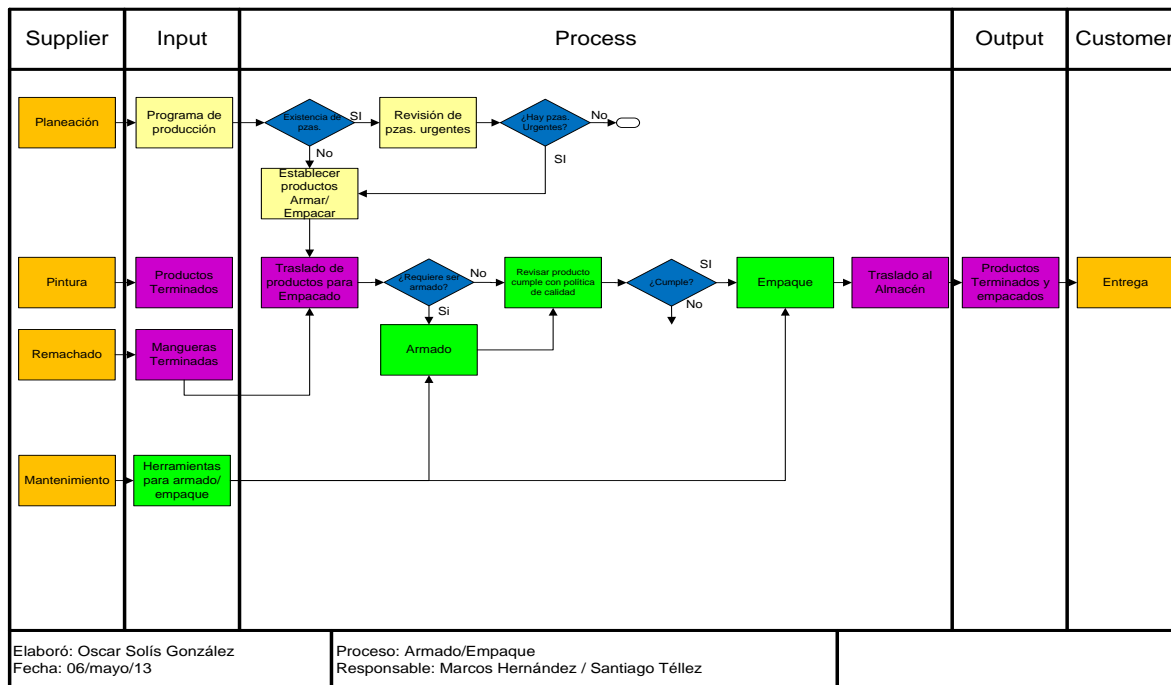 Supplier
Input
Process
Output
Customer
Planeación
Programa de
producción
Existencia de
pzas.
SI
No
Revisión de
pzas. urgentes
¿Hay pzas.
Urgentes?
No
SI
Establecer
productos
Armar/
Empacar
Pintura
Productos
Terminados
Traslado de
productos para
Empacado
¿Requiere ser
armado?
No
Si
Revisar producto
cumple con política
de calidad
¿Cumple?
SI
No
Empaque
Traslado al
Almacén
Productos
Terminados y
empacados
Entrega
Remachado
Mangueras
Terminadas
Armado
Mantenimiento
Herramientas
para armado/
empaque
Elaboró: Oscar Solís González
Fecha: 06/mayo/13
Proceso: Armado/Empaque
Responsable: Marcos Hernández / Santiago Téllez